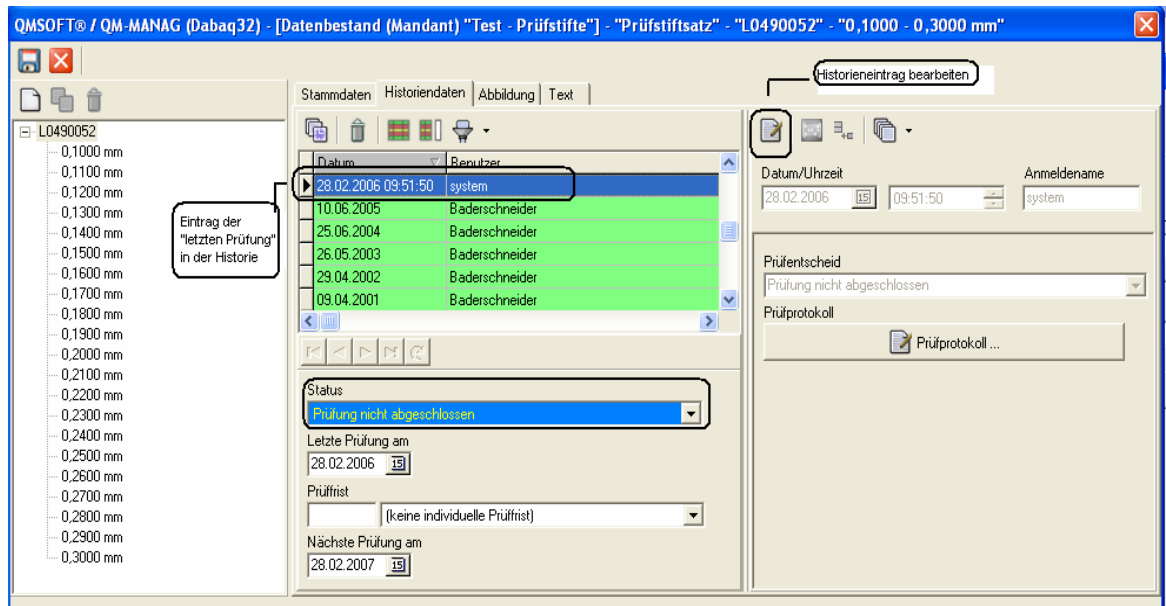 QMSOFT® / QM-MANAG (Dabaq32) - [Datenbestand (Mandant) "Test - Prüfstifte"] - "Prüfstiftsatz" - "L0490052" - "0,1000 - 0,3000 mm"
Historieneintrag bearbeiten
Stammdaten Historiendaten Abbildung Text
L0490052
0,1000 mm
0,1100 mm
0,1200 mm
0,1300 mm
0,1400 mm
0,1500 mm
0,1600 mm
0,1700 mm
0,1800 mm
0,1900 mm
0,2000 mm
0,2100 mm
0,2200 mm
0,2300 mm
0,2400 mm
0,2500 mm
0,2600 mm
0,2700 mm
0,2800 mm
0,2900 mm
0,3000 mm
Eintrag der
"letzten Prüfung"
in der Historie
Datum Benutzer
28.02.2006 09:51:50 system
10.06.2005 Baderschneider
25.06.2004 Baderschneider
26.05.2003 Baderschneider
29.04.2002 Baderschneider
09.04.2001 Baderschneider
Status
Prüfung nicht abgeschlossen
Letzte Prüfung am
28.02.2006 15
Prüffrist
(keine individuelle Prüffrist)
Nächste Prüfung am
28.02.2007 15
Datum/Uhrzeit Anmeldename
28.02.2006 15 09:51:50 system
Prüfentscheid
Prüfung nicht abgeschlossen
Prüfprotokoll
Prüfprotokoll ...